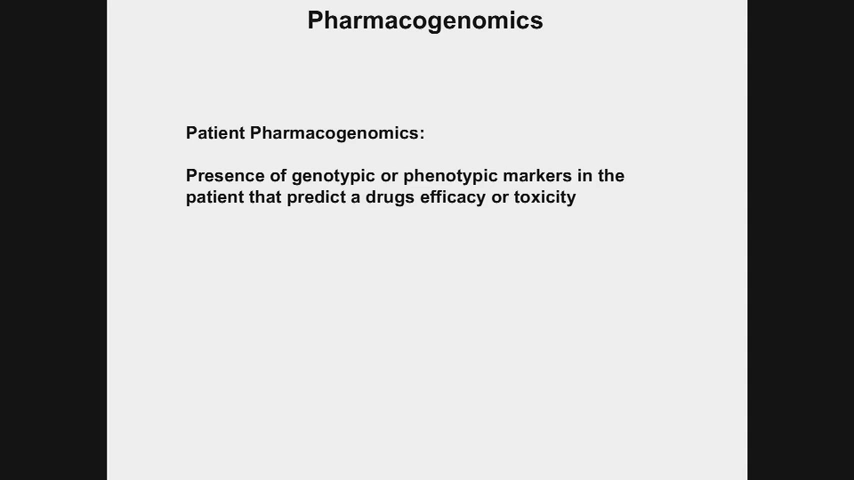 Pharmacogenomics
Patient Pharmacogenomics:
Presence of genotypic or phenotypic markers in the
patient that predict a drugs efficacy or toxicity